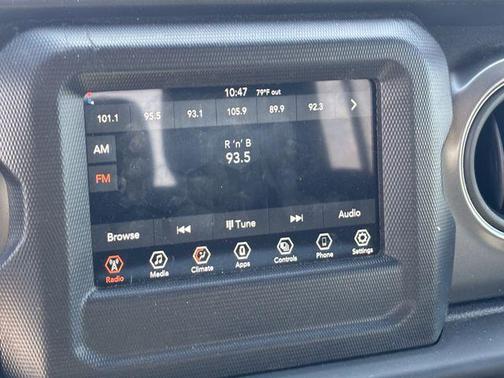 10:47 79°F out
101.1 95.5 93.1 105.9 89.9 92.3
AM
R 'n' B
93.5
FM
Browse Tune Audio
Radio Media Climate Apps Controls Phone Settings